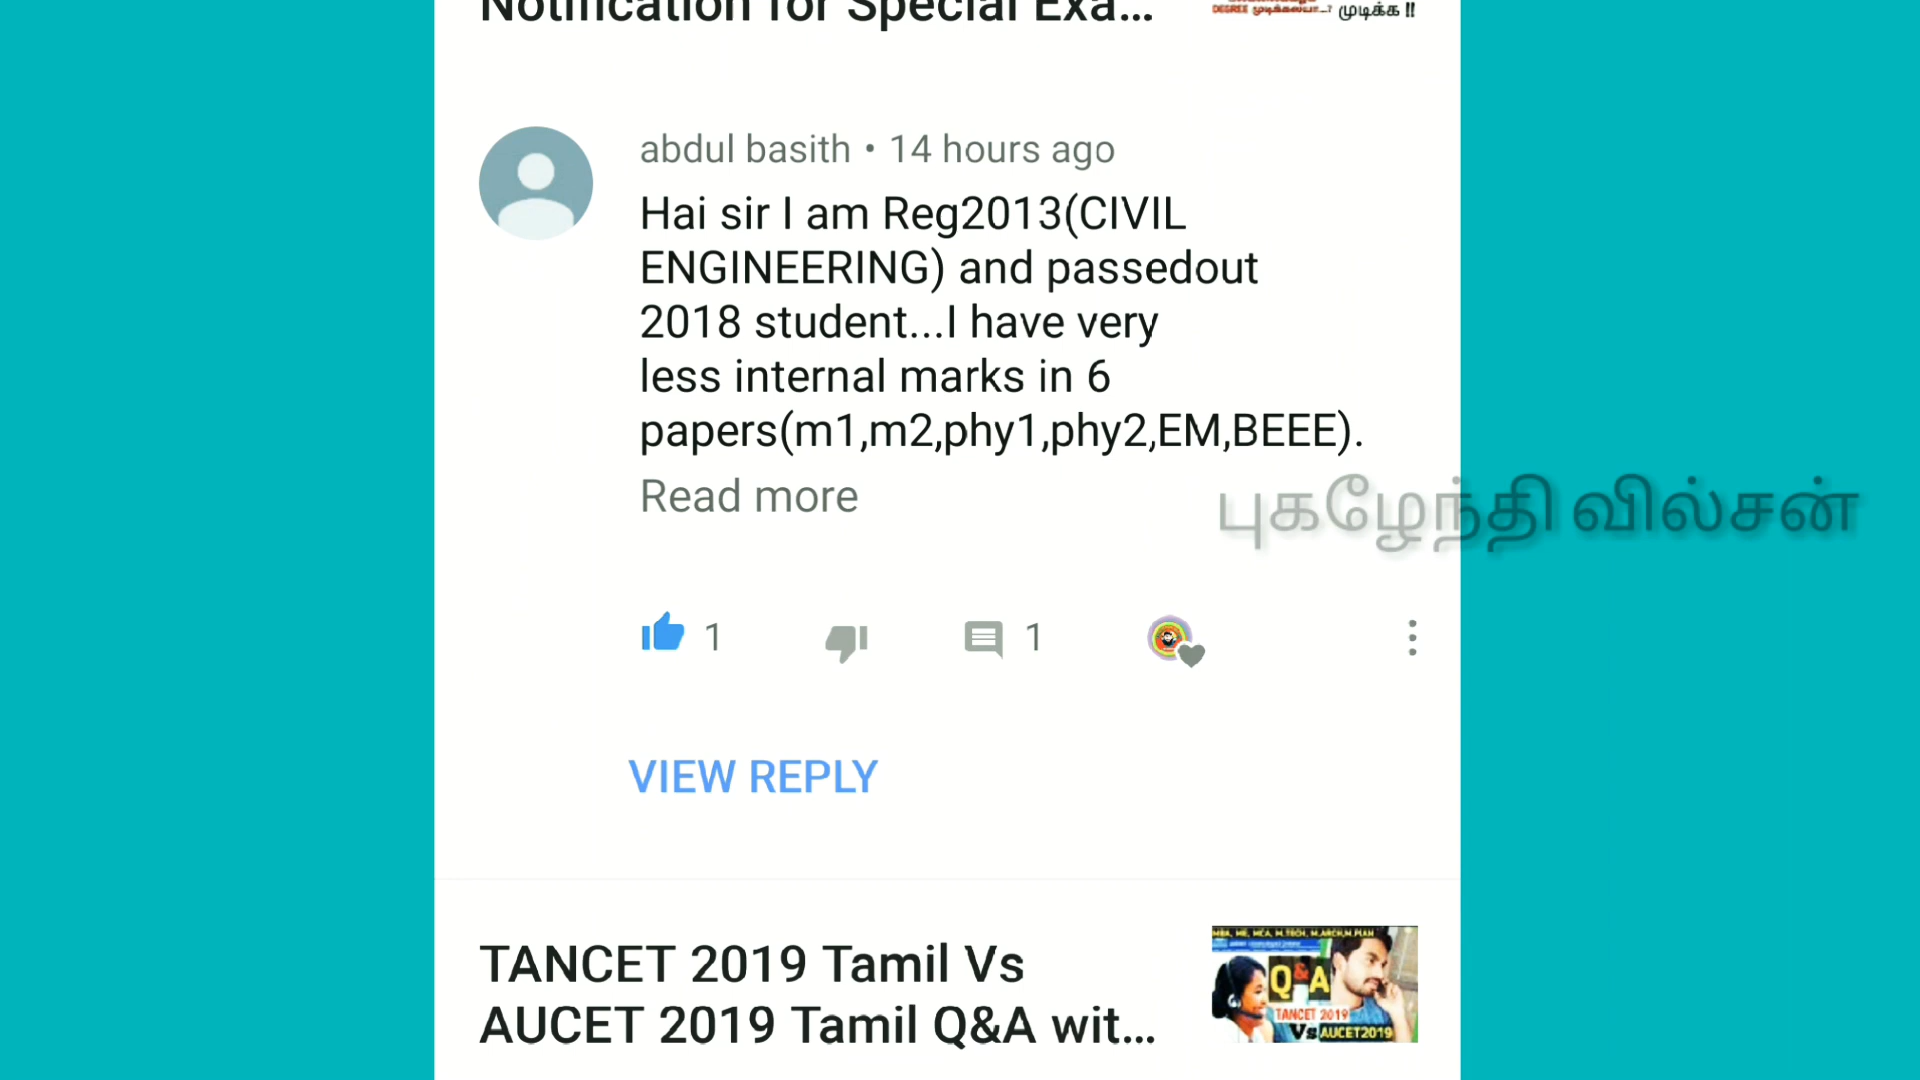 Notification for Special Exa...
DEGREE முடிக்கலயா...? முடிக்க !!
abdul basith • 14 hours ago
Hai sir I am Reg2013(CIVIL
ENGINEERING) and passedout
2018 student...I have very
less internal marks in 6
papers(m1,m2,phy1,phy2,EM,BEEE).
Read more
புகழேந்தி வில்சன்
1
1
VIEW REPLY
TANCET 2019 Tamil Vs
AUCET 2019 Tamil Q&A wit...
MBA, ME, MCA, M.TECH, M.ARCH,M.PLAN
Q&A
TANCET 2019
Vs AUCET2019